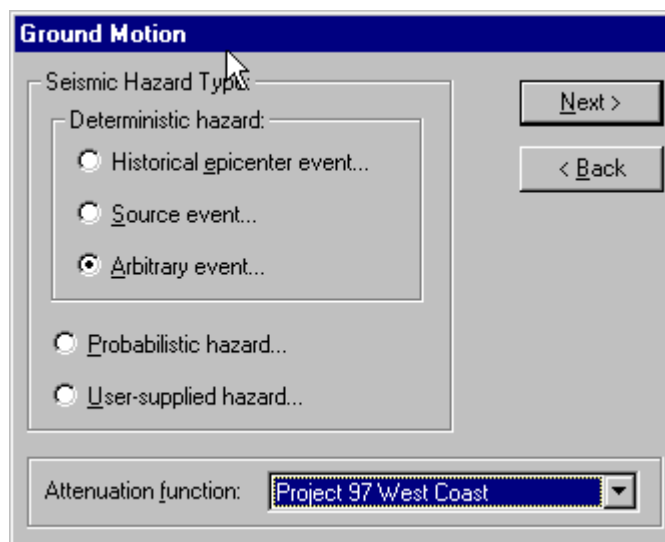 Ground Motion
Seismic Hazard Type:
Deterministic hazard:
Historical epicenter event...
Source event...
Arbitrary event...
Probabilistic hazard...
User-supplied hazard...
Next >
< Back
Attenuation function:
Project 97 West Coast